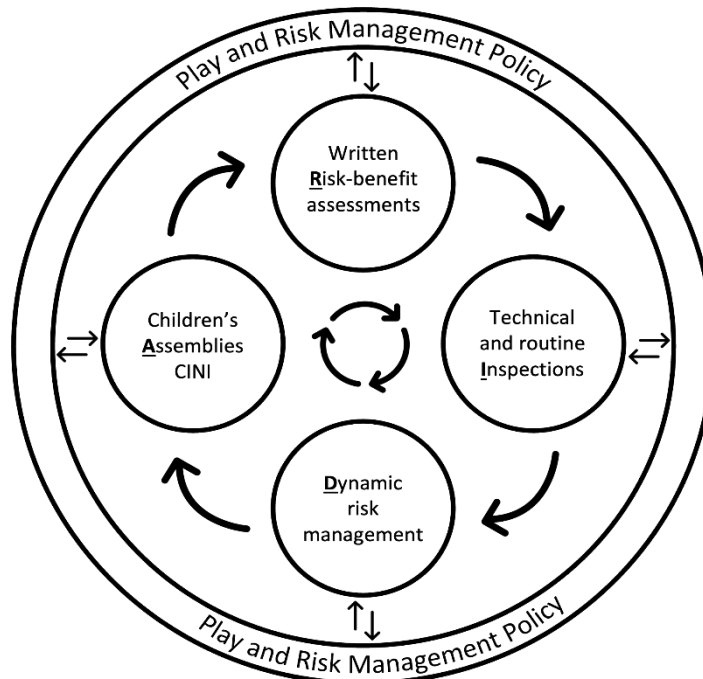 Play and Risk Management Policy
Written
Risk-benefit
assessments
Children's
Assemblies
CINI
Technical
and routine
Inspections
Dynamic
risk
management
Play and Risk Management Policy